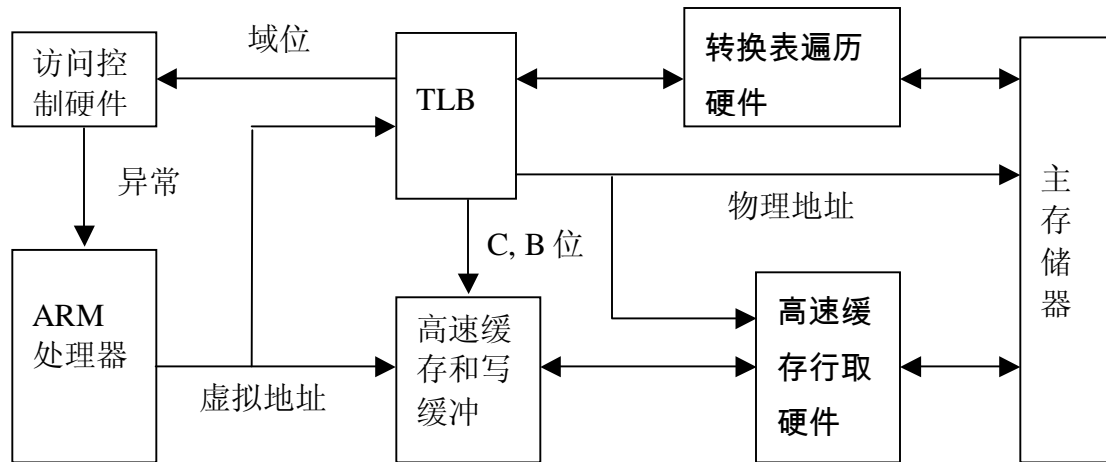 访问控
制硬件
域位
TLB
转换表遍历
硬件
异常
物理地址
主
存
储
器
C, B 位
ARM
处理器
虚拟地址
高速缓
存和写
缓冲
高速缓
存行取
硬件